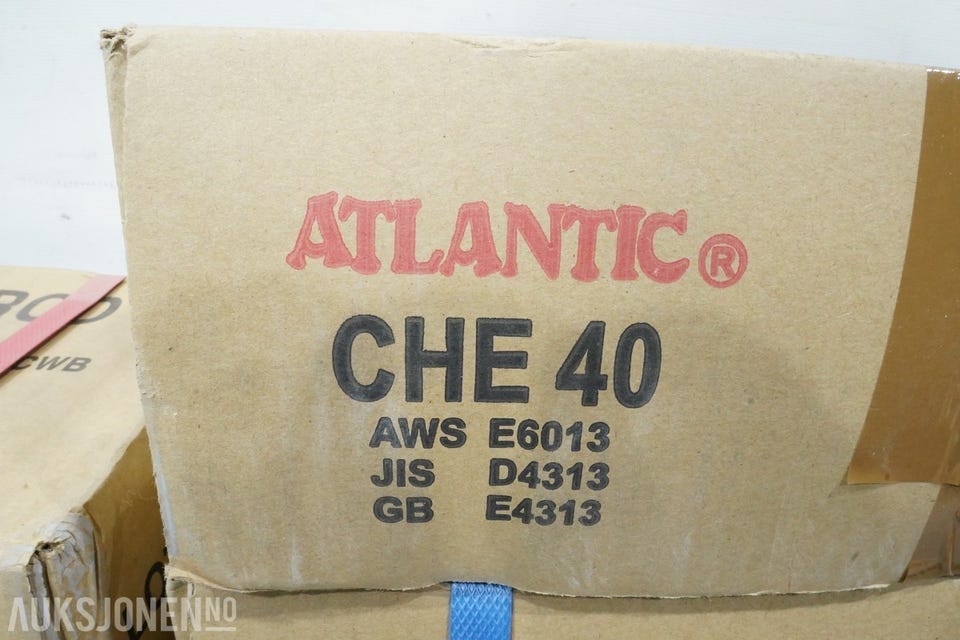 ATLANTIC®
CHE 40
AWS E6013
JIS D4313
GB E4313
CWB
AUKSJONEN.NO